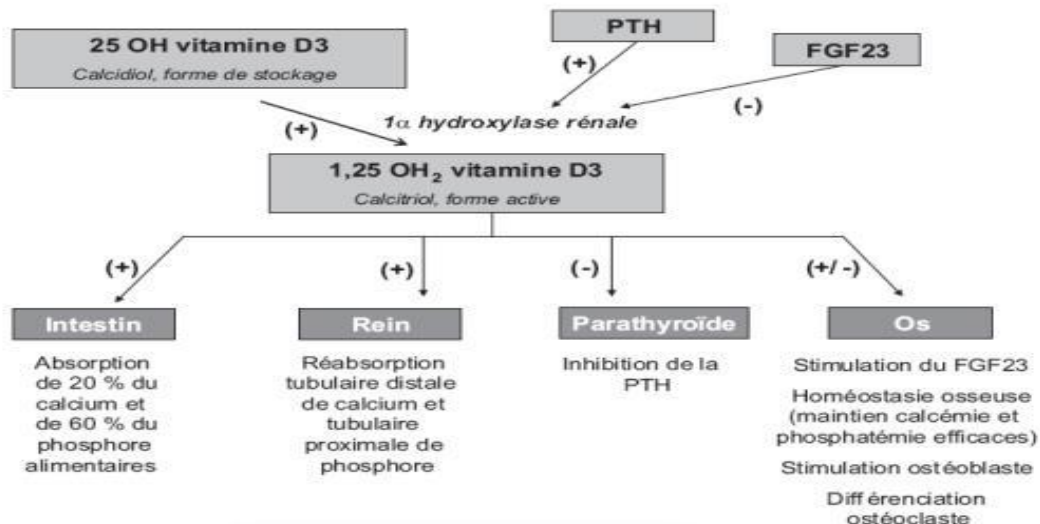 PTH
25 OH vitamine D3
Calcidiol, forme de stockage
FGF23
(+)
(-)
(+)
1α hydroxylase rénale
1,25 OH2 vitamine D3
Calcitriol, forme active
(+)
(+)
(-)
(+/-)
Intestin
Absorption
de 20 % du
calcium et
de 60 % du
phosphore
alimentaires
Rein
Réabsorption
tubulaire distale
de calcium et
tubulaire
proximale de
phosphore
Parathyroïde
Inhibition de la
PTH
Os
Stimulation du FGF23
Homéostasie osseuse
(maintien calcémie et
phosphatémie efficaces)
Stimulation ostéoblaste
Différenciation
ostéoclaste